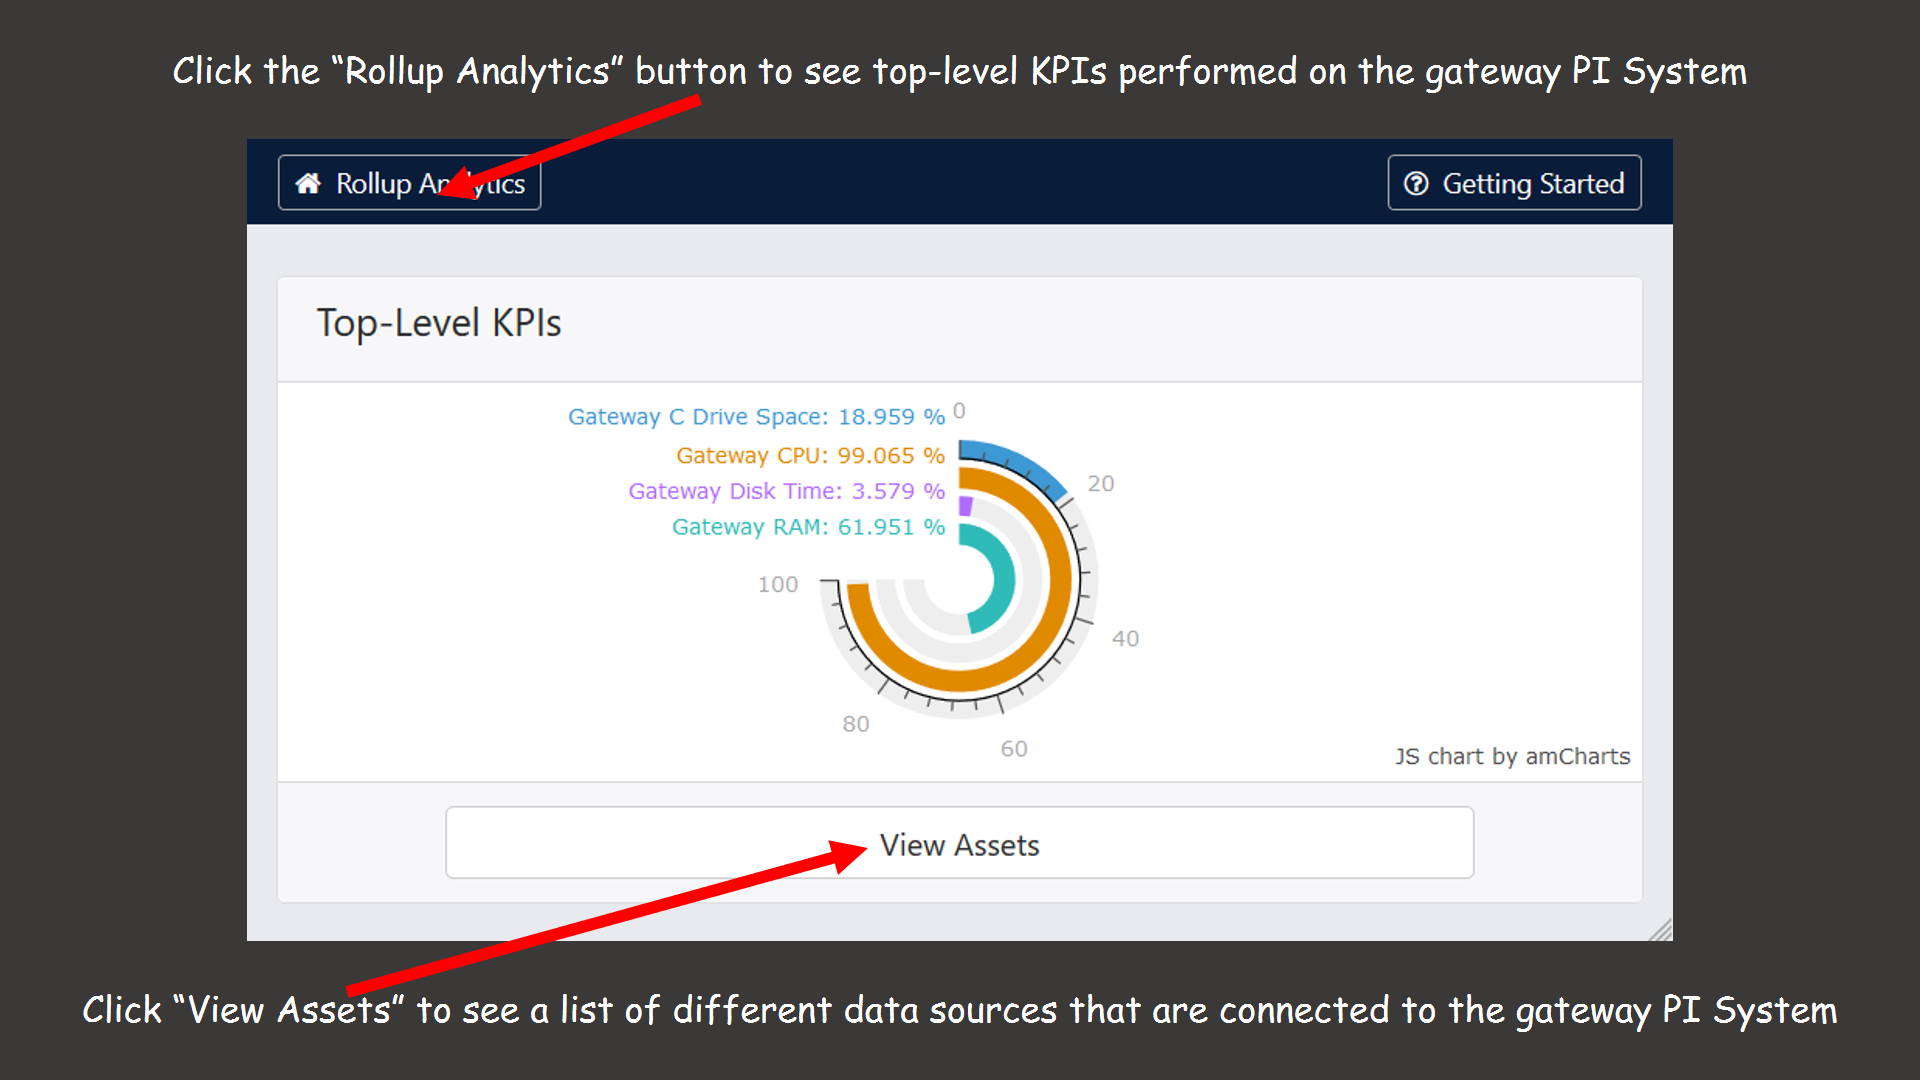 Click the “Rollup Analytics” button to see top-level KPIs performed on the gateway PI System
Rollup Analytics
Getting Started
Top-Level KPIs
Gateway C Drive Space: 18.959 %
0
Gateway CPU: 99.065 %
20
Gateway Disk Time: 3.579 %
Gateway RAM: 61.951 %
100
40
80
60
JS chart by amCharts
View Assets
Click “View Assets” to see a list of different data sources that are connected to the gateway PI System